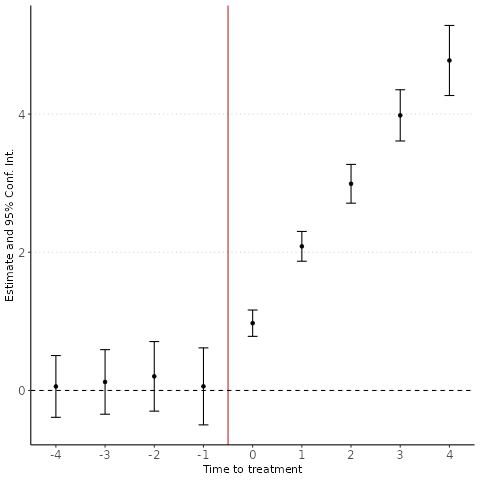 Estimate and 95% Conf. Int.
4
2
0
-4 -3 -2 -1 0 1 2 3 4
Time to treatment